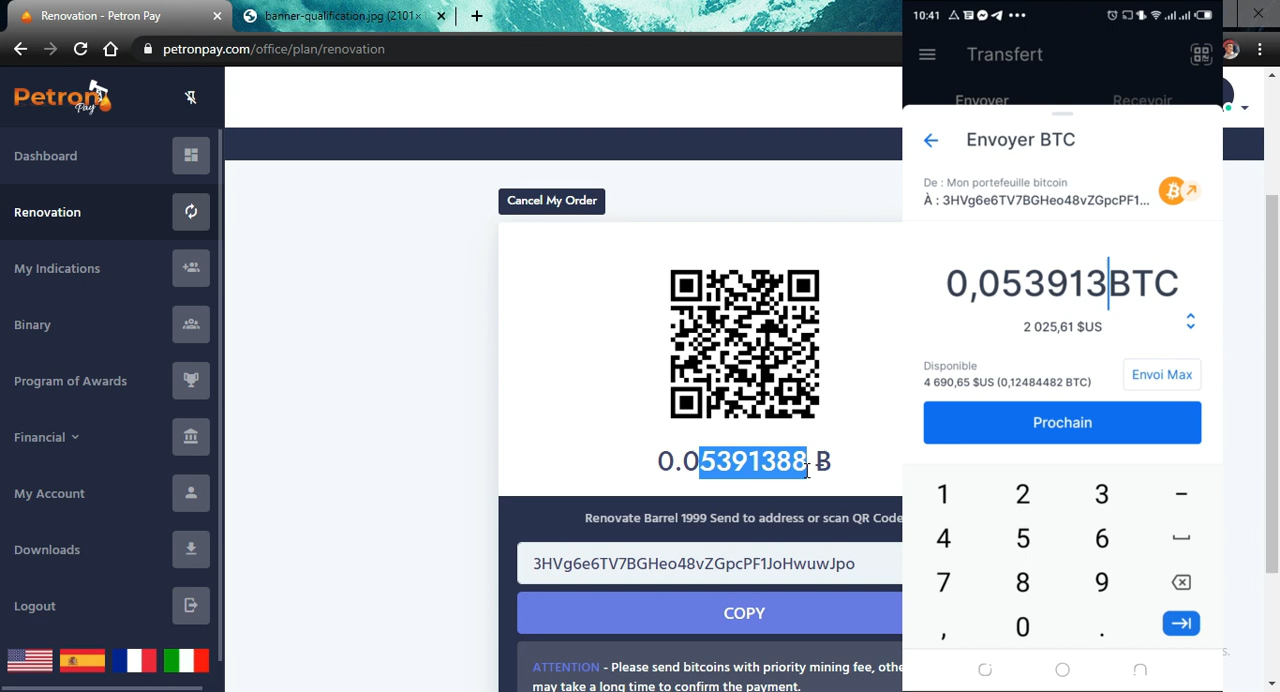 Renovation - Petron Pay
banner-qualification.jpg (2101×
petronpay.com/office/plan/renovation
Petron
Pay
Dashboard
Renovation
My Indications
Binary
Program of Awards
Financial
My Account
Downloads
Logout
Cancel My Order
0.05391388 Ƀ
Renovate Barrel 1999 Send to address or scan QR Code
3HVg6e6TV7BGHeo48vZGpcPF1JoHwuwJpo
COPY
ATTENTION - Please send bitcoins with priority mining fee, othe
may take a long time to confirm the payment.
s.
10:41
Transfert
Envoyer
Recevoir
Envoyer BTC
De : Mon portefeuille bitcoin
À : 3HVg6e6TV7BGHeo48vZGpcPF1...
0,053913BTC
2 025,61 $US
Disponible
4 690,65 $US (0,12484482 BTC)
Envoi Max
Prochain
1 2 3 –
4 5 6
7 8 9
, 0 .